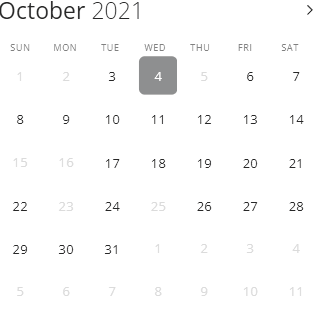 October 2021
SUN MON TUE WED THU FRI SAT
1 2 3 4 5 6 7
8 9 10 11 12 13 14
15 16 17 18 19 20 21
22 23 24 25 26 27 28
29 30 31 1 2 3 4
5 6 7 8 9 10 11